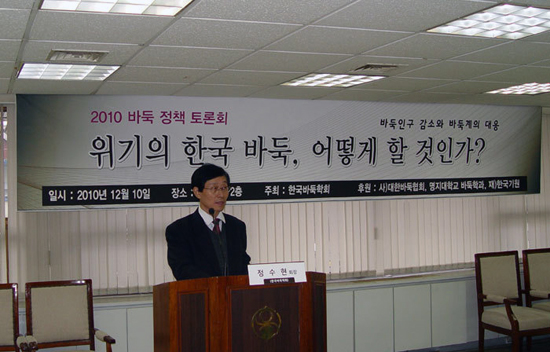 2010 바둑 정책 토론회
바둑인구 감소와 바둑계의 대응
위기의 한국 바둑, 어떻게 할 것인가?
일시 : 2010년 12월 10일 장소 : 2층 주최 : 한국바둑학회 후원 : 사)대한바둑협회, 명지대학교 바둑학과, 재)한국기원
정수현 회장